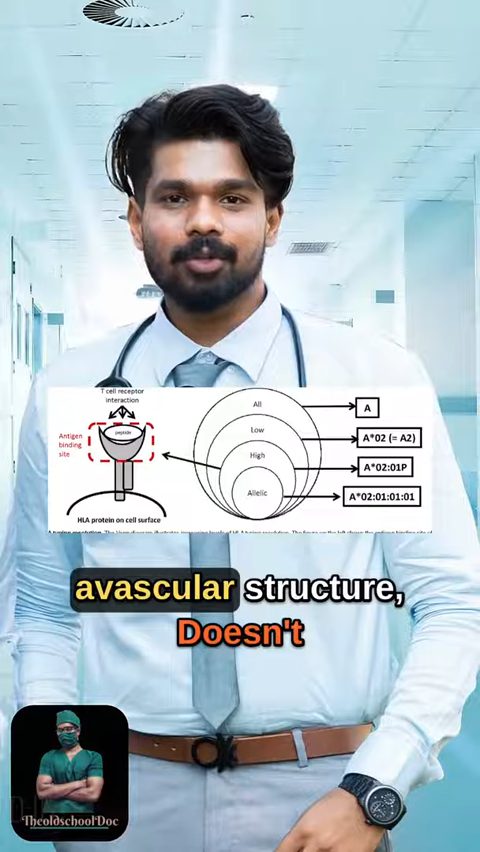 T cell receptor
interaction
peptide
Antigen
binding
site
HLA protein on cell surface
All
Low
High
Allelic
A
A*02 (= A2)
A*02:01P
A*02:01:01:01
avascular structure,
Doesn't
TheoldschoolDoc